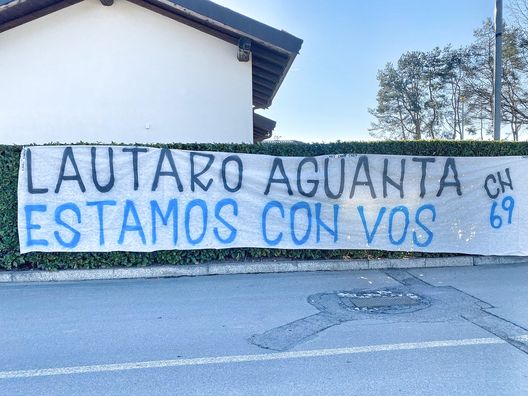 LAUTARO AGUANTA CN
ESTAMOS CON VOS 69